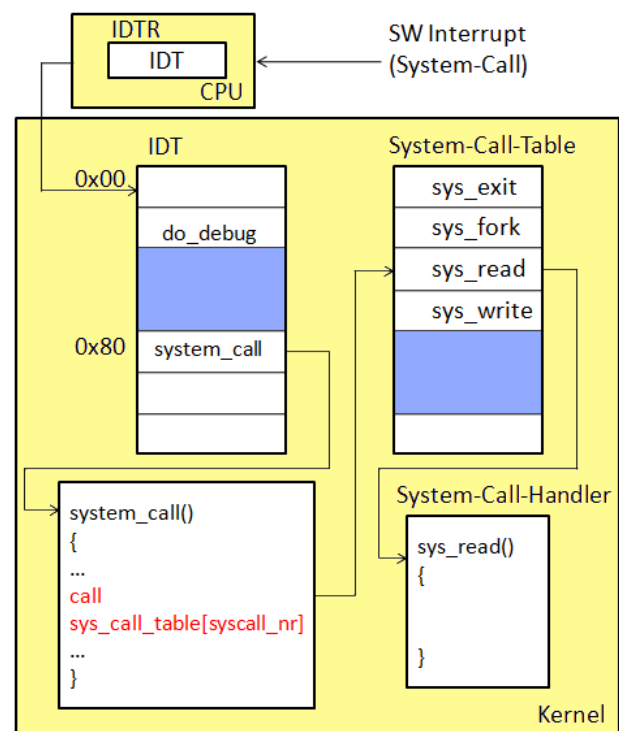 IDTR
IDT
CPU
SW Interrupt
(System-Call)
IDT
0x00
do_debug
0x80
system_call
System-Call-Table
sys_exit
sys_fork
sys_read
sys_write
system_call()
{
...
call
sys_call_table[syscall_nr]
...
}
System-Call-Handler
sys_read()
{
}
Kernel